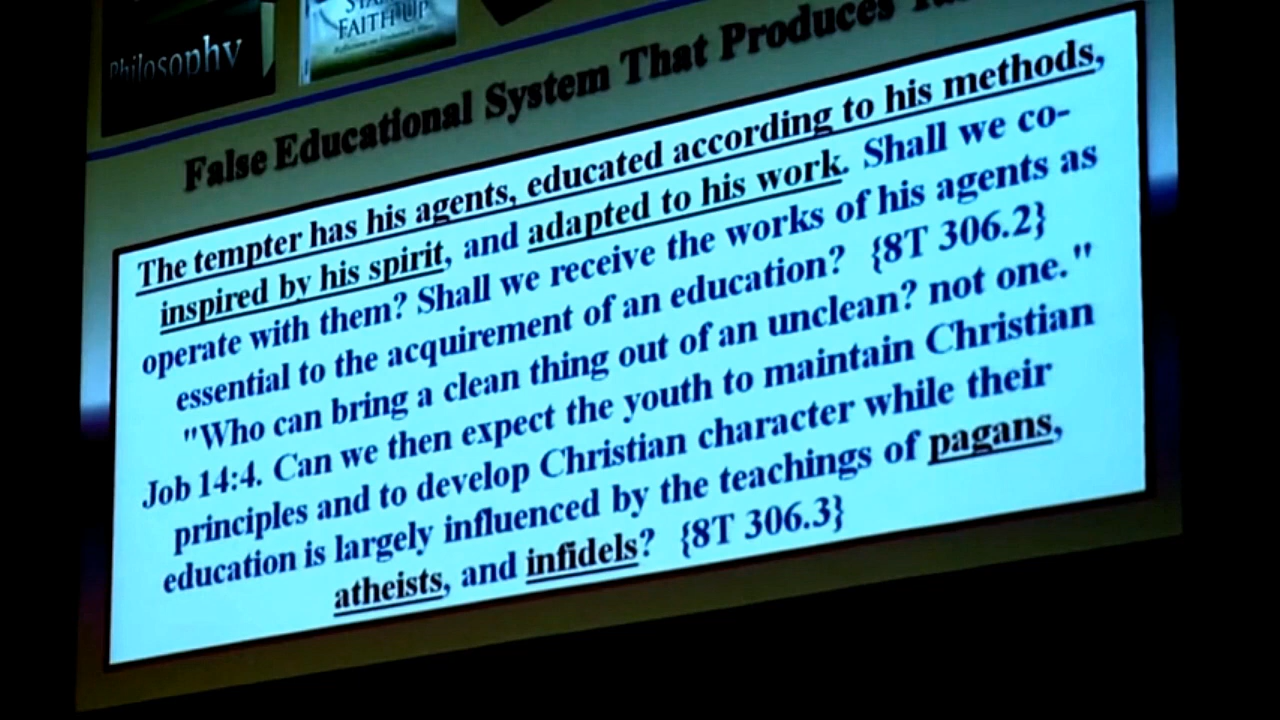 Philosophy
FAITH UP
False Educational System That Produces
The tempter has his agents, educated according to his methods,
inspired by his spirit, and adapted to his work. Shall we co-
operate with them? Shall we receive the works of his agents as
essential to the acquirement of an education? {8T 306.2}
"Who can bring a clean thing out of an unclean? not one."
Job 14:4. Can we then expect the youth to maintain Christian
principles and to develop Christian character while their
education is largely influenced by the teachings of pagans,
atheists, and infidels? {8T 306.3}